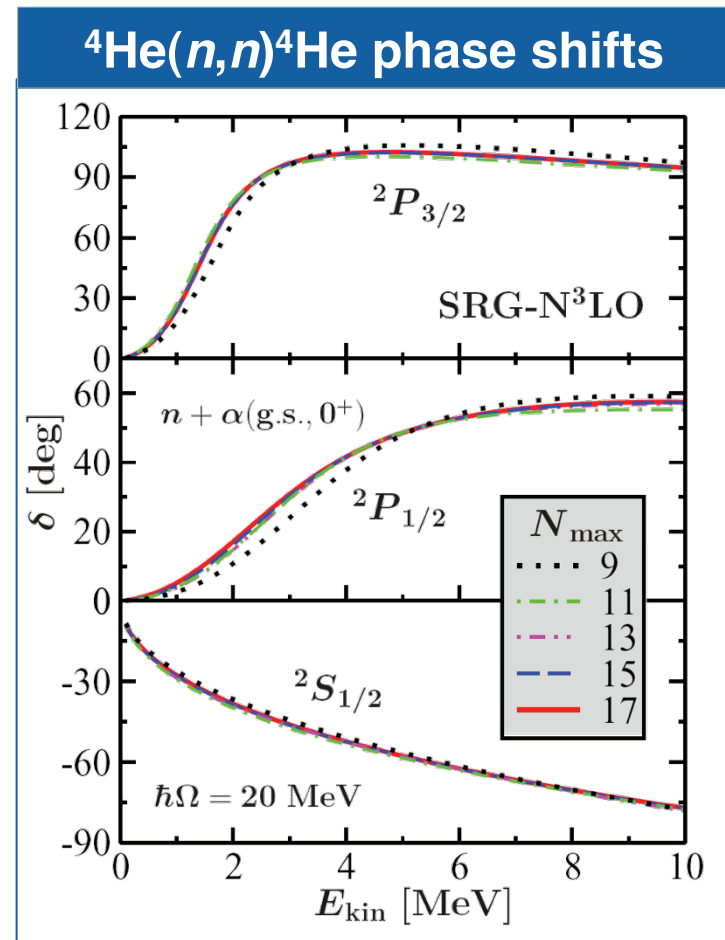 ⁴He(n,n)⁴He phase shifts
120
90
²P₃/₂
60
30
SRG-N³LO
0
60
n + α(g.s., 0⁺)
40
δ [deg]
²P₁/₂
20
0
N_max
9
11
13
15
17
-30
²S₁/₂
-60
ħΩ = 20 MeV
-90
0 2 4 6 8 10
E_kin [MeV]